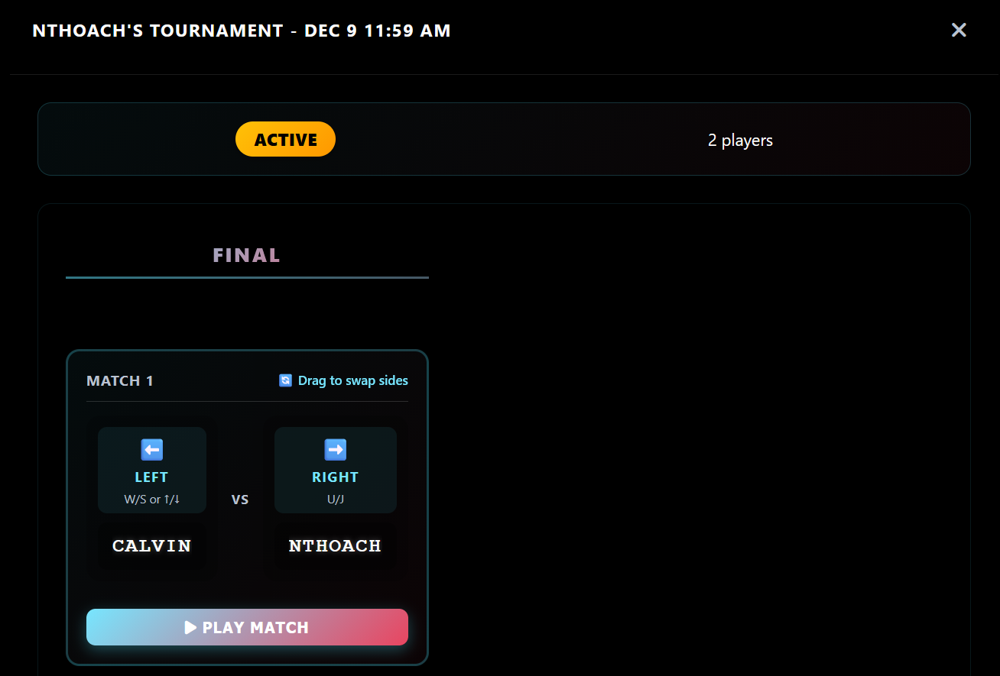 NTHOACH'S TOURNAMENT - DEC 9 11:59 AM
ACTIVE
2 players
FINAL
MATCH 1
Drag to swap sides
LEFT
W/S or ↑/↓
CALVIN
VS
RIGHT
U/J
NTHOACH
PLAY MATCH